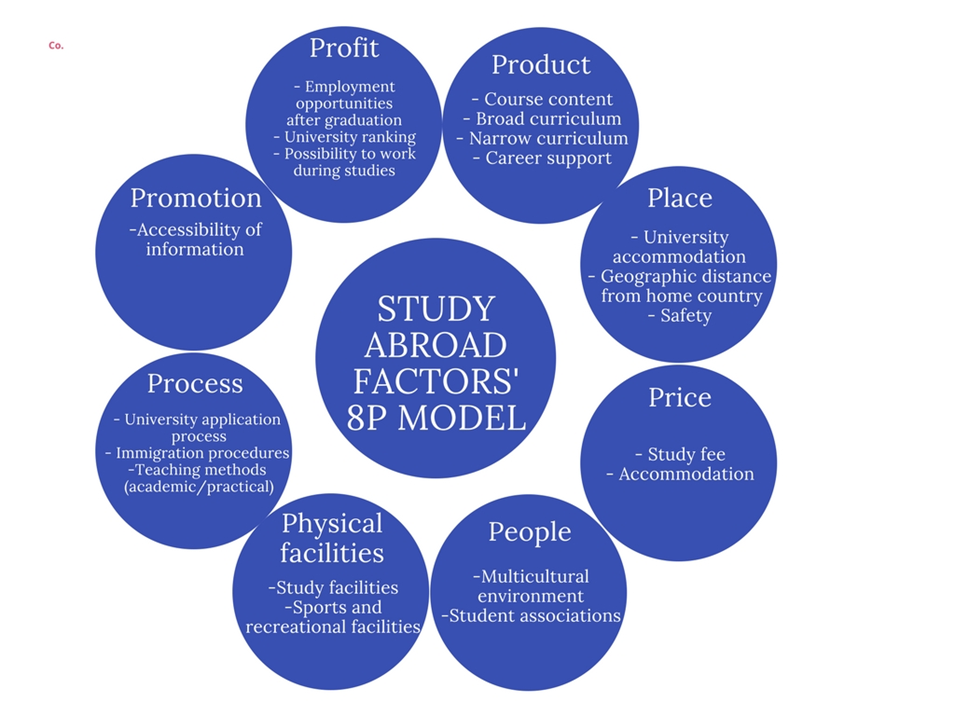 Co.
Profit
- Employment
opportunities
after graduation
- University ranking
- Possibility to work
during studies
Product
- Course content
- Broad curriculum
- Narrow curriculum
- Career support
Place
- University
accommodation
- Geographic distance
from home country
- Safety
Price
- Study fee
- Accommodation
People
-Multicultural
environment
-Student associations
Physical
facilities
-Study facilities
-Sports and
recreational facilities
Process
- University application
process
- Immigration procedures
-Teaching methods
(academic/practical)
Promotion
-Accessibility of
information
STUDY
ABROAD
FACTORS'
8P MODEL